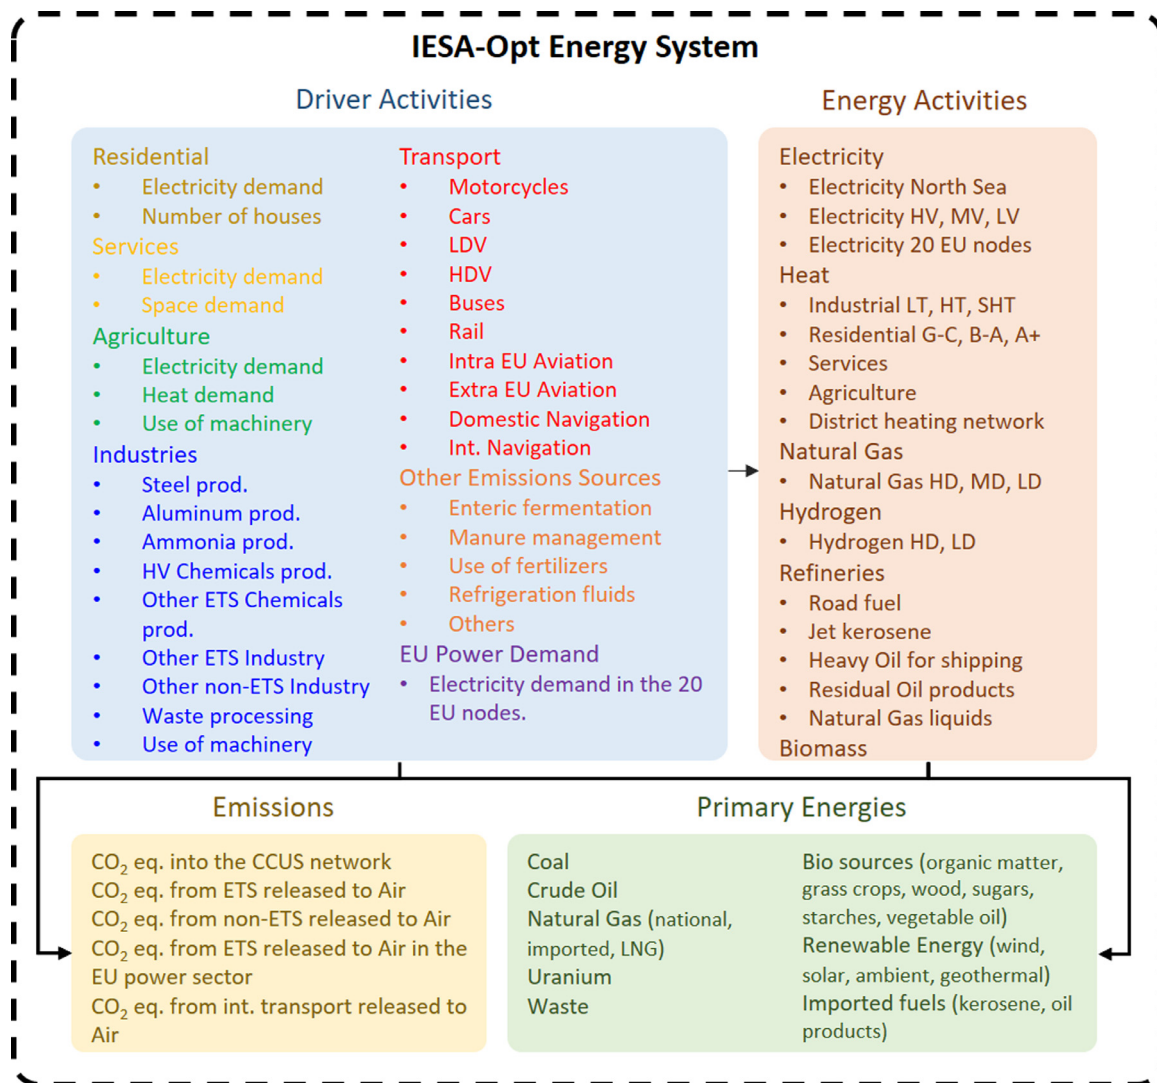 IESA-Opt Energy System
Driver Activities
Residential
• Electricity demand
• Number of houses
Services
• Electricity demand
• Space demand
Agriculture
• Electricity demand
• Heat demand
• Use of machinery
Industries
• Steel prod.
• Aluminum prod.
• Ammonia prod.
• HV Chemicals prod.
• Other ETS Chemicals
prod.
• Other ETS Industry
• Other non-ETS Industry
• Waste processing
• Use of machinery
Transport
• Motorcycles
• Cars
• LDV
• HDV
• Buses
• Rail
• Intra EU Aviation
• Extra EU Aviation
• Domestic Navigation
• Int. Navigation
Other Emissions Sources
• Enteric fermentation
• Manure management
• Use of fertilizers
• Refrigeration fluids
• Others
EU Power Demand
• Electricity demand in the 20
EU nodes.
Energy Activities
Electricity
• Electricity North Sea
• Electricity HV, MV, LV
• Electricity 20 EU nodes
Heat
• Industrial LT, HT, SHT
• Residential G-C, B-A, A+
• Services
• Agriculture
• District heating network
Natural Gas
• Natural Gas HD, MD, LD
Hydrogen
• Hydrogen HD, LD
Refineries
• Road fuel
• Jet kerosene
• Heavy Oil for shipping
• Residual Oil products
• Natural Gas liquids
Biomass
Emissions
CO₂ eq. into the CCUS network
CO₂ eq. from ETS released to Air
CO₂ eq. from non-ETS released to Air
CO₂ eq. from ETS released to Air in the
EU power sector
CO₂ eq. from int. transport released to
Air
Primary Energies
Coal
Crude Oil
Natural Gas (national,
imported, LNG)
Uranium
Waste
Bio sources (organic matter,
grass crops, wood, sugars,
starches, vegetable oil)
Renewable Energy (wind,
solar, ambient, geothermal)
Imported fuels (kerosene, oil
products)